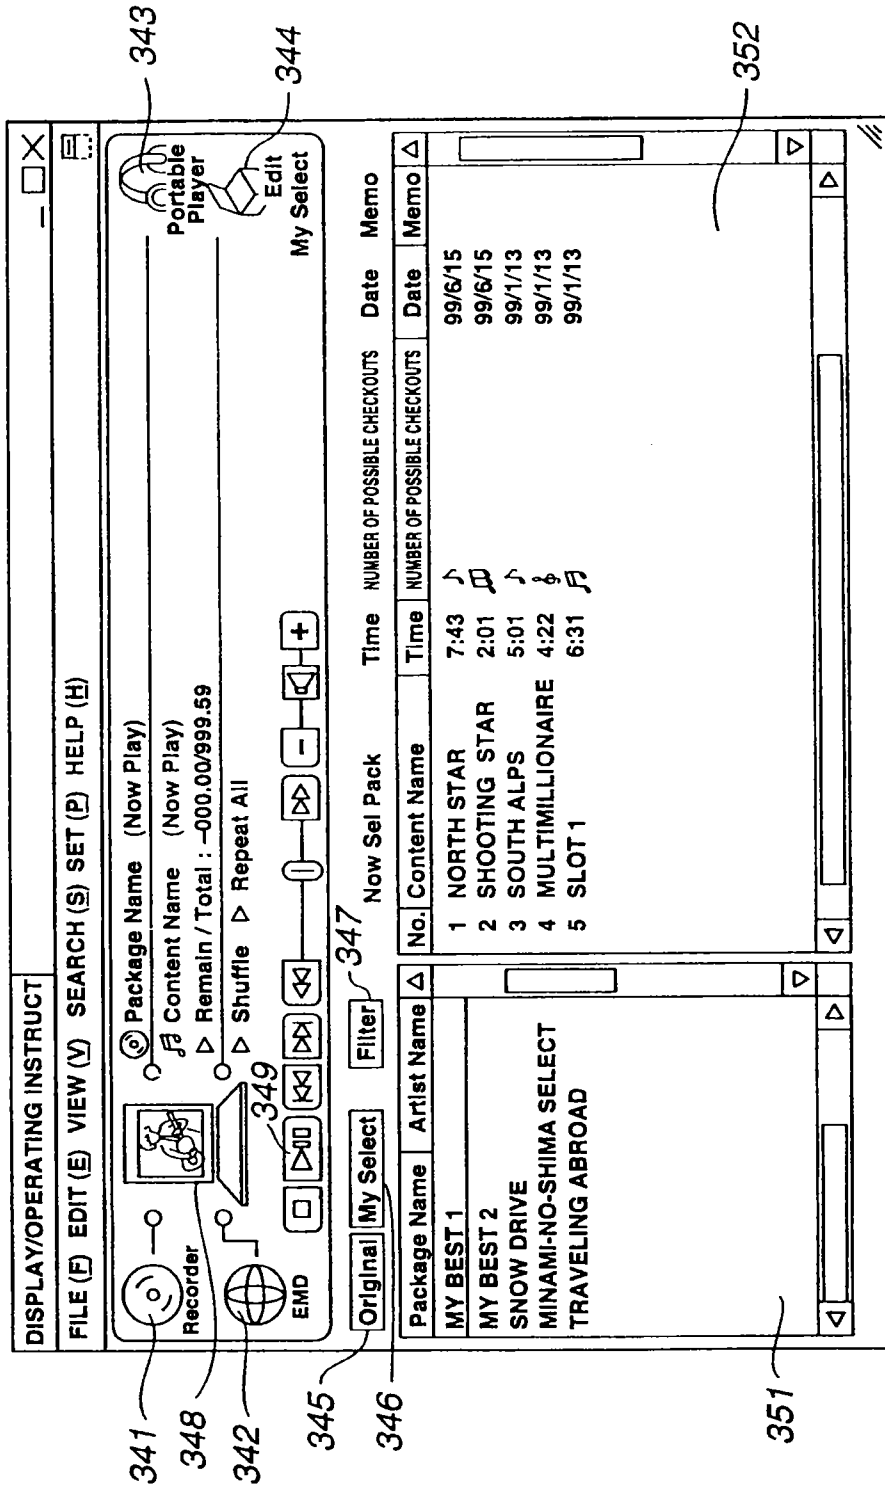 DISPLAY/OPERATING INSTRUCT
FILE (F) EDIT (E) VIEW (V) SEARCH (S) SET (P) HELP (H)
341
Recorder
348
342
EMD
Package Name (Now Play)
Content Name (Now Play)
Remain / Total : –000.00/999.59
Shuffle Repeat All
349
Portable
Player
343
Edit
My Select
344
345
Original
My Select
346
Filter
347
Now Sel Pack Time NUMBER OF POSSIBLE CHECKOUTS Date Memo
Package Name Artist Name
MY BEST 1
MY BEST 2
SNOW DRIVE
MINAMI-NO-SHIMA SELECT
TRAVELING ABROAD
351
No. Content Name Time NUMBER OF POSSIBLE CHECKOUTS Date Memo
1 NORTH STAR 7:43 99/6/15
2 SHOOTING STAR 2:01 99/6/15
3 SOUTH ALPS 5:01 99/1/13
4 MULTIMILLIONAIRE 4:22 99/1/13
5 SLOT 1 6:31 99/1/13
352